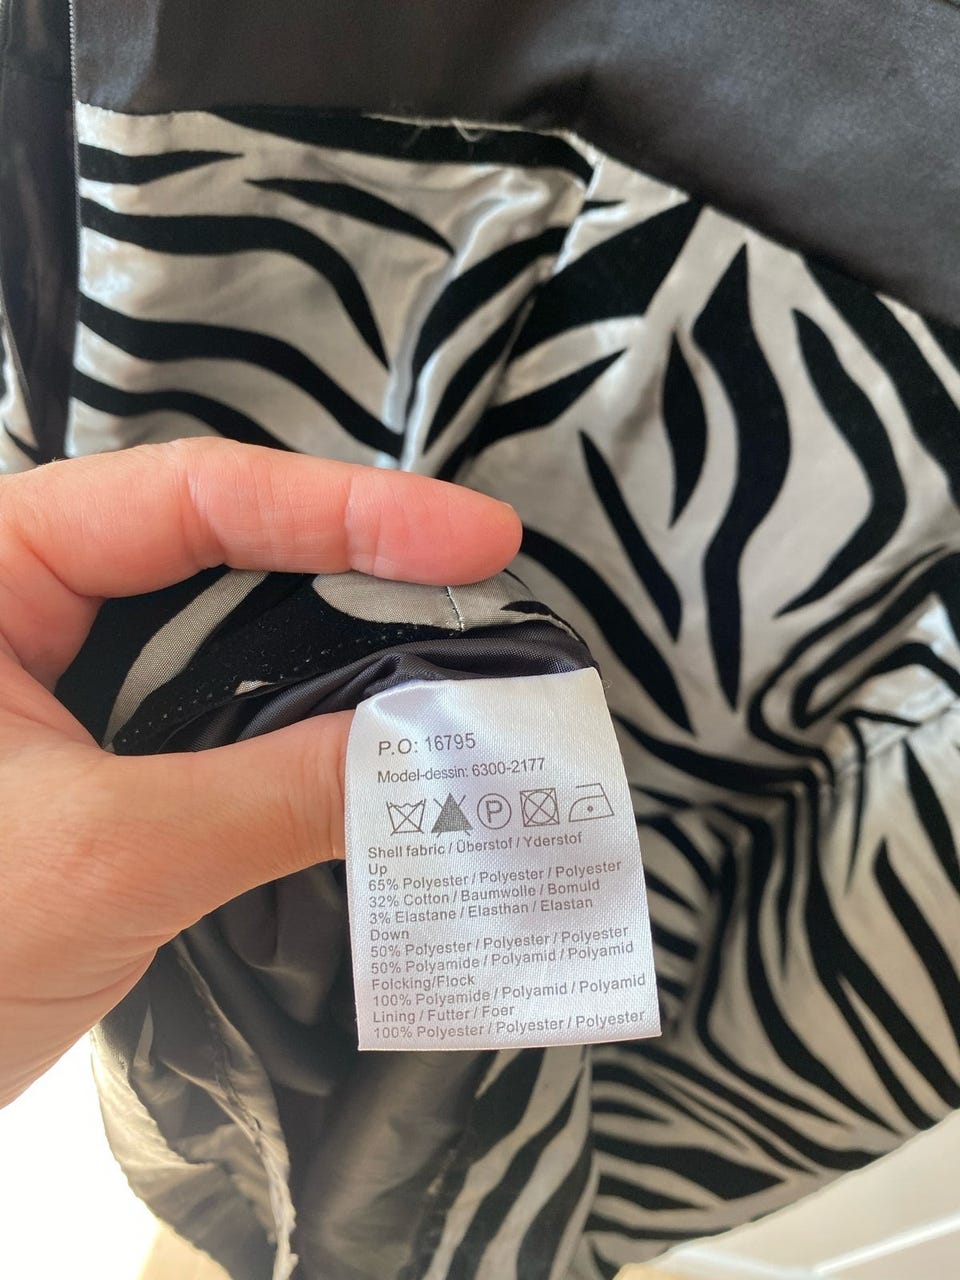 P.O: 16795
Model-dessin: 6300-2177
P
Shell fabric / Überstof / Yderstof
Up
65% Polyester / Polyester / Polyester
32% Cotton / Baumwolle / Bomuld
3% Elastane / Elasthan / Elastan
Down
50% Polyester / Polyester / Polyester
50% Polyamide / Polyamid / Polyamid
Folcking/Flock
100% Polyamide / Polyamid / Polyamid
Lining / Futter / Foer
100% Polyester / Polyester / Polyester